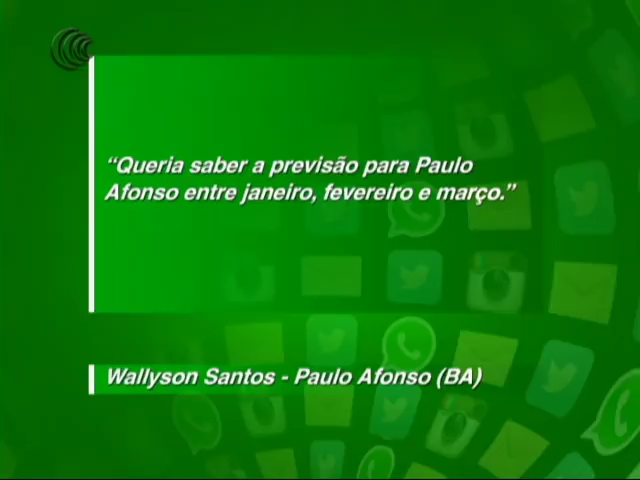 “Queria saber a previsão para Paulo
Afonso entre janeiro, fevereiro e março.”
Wallyson Santos - Paulo Afonso (BA)